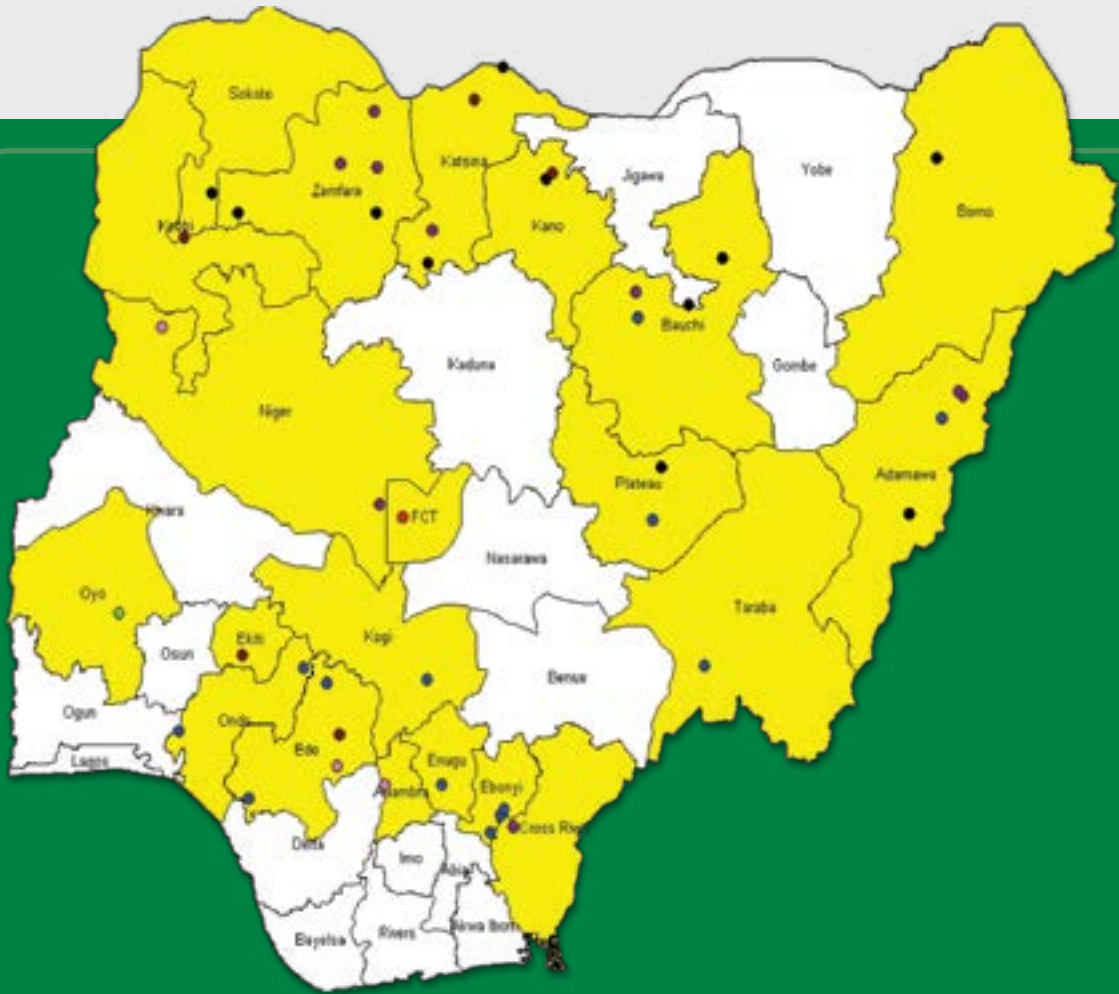 Sokoto
Katsina
Zamfara
Jigawa
Yobe
Borno
Kebbi
Kano
Bauchi
Gombe
Kaduna
Niger
Adamawa
Plateau
FCT
Kwara
Nasarawa
Taraba
Oyo
Ekiti
Kogi
Osun
Benue
Ogun
Ondo
Edo
Enugu
Lagos
Ebonyi
Anambra
Cross Riv
Delta
Imo
Abia
Bayelsa
Rivers
Akwa Ibom